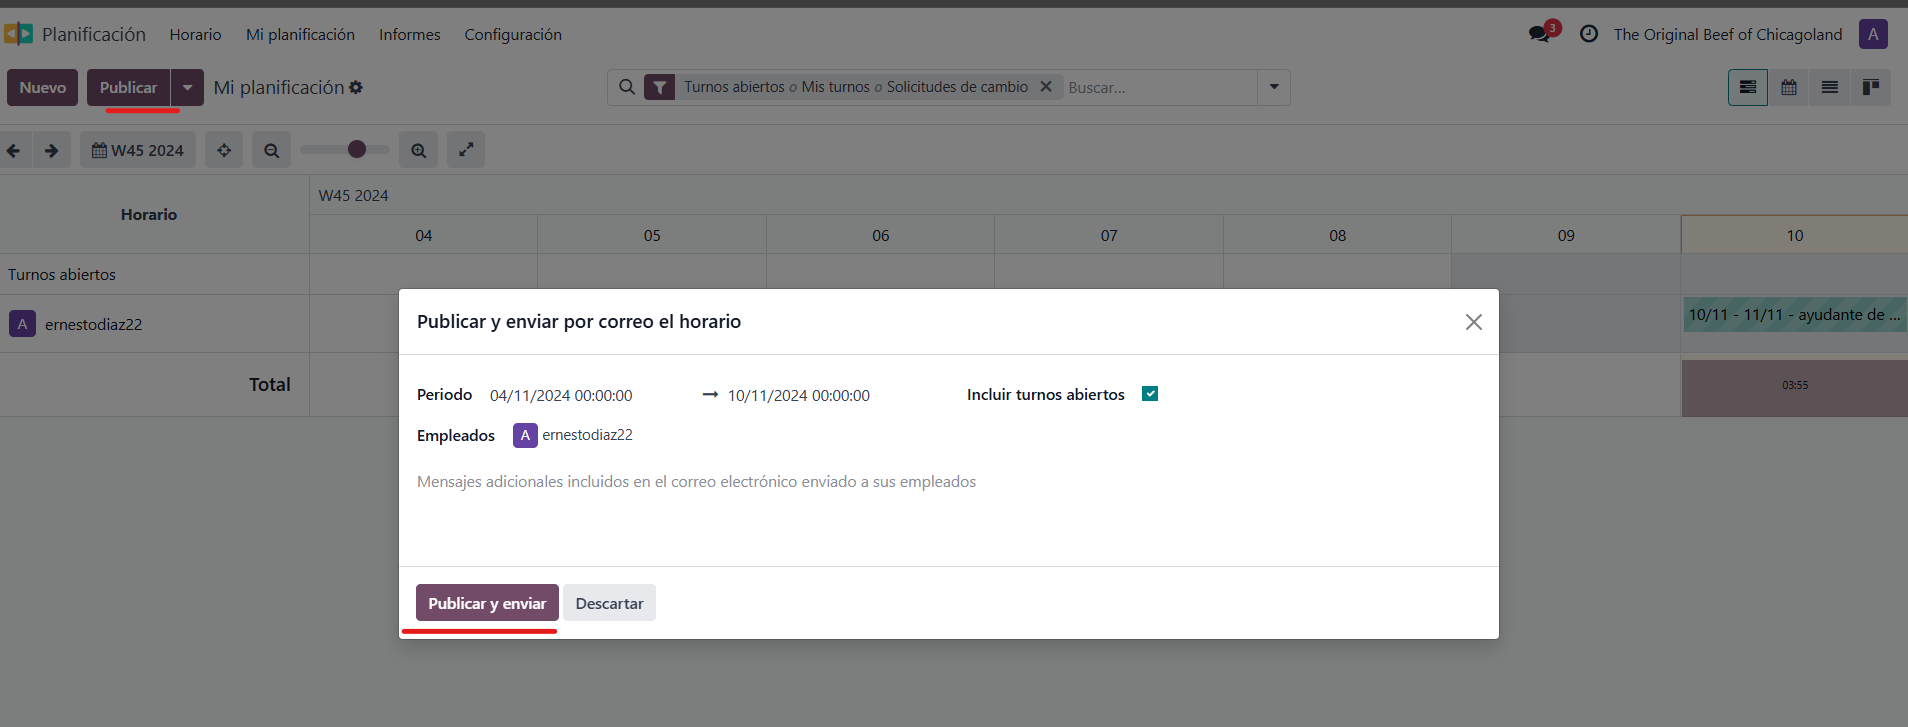 Planificación Horario Mi planificación Informes Configuración 3 The Original Beef of Chicagoland A
Nuevo Publicar Mi planificación Turnos abiertos o Mis turnos o Solicitudes de cambio Buscar...
W45 2024
Horario
W45 2024
04 05 06 07 08 09 10
Turnos abiertos
A ernestodiaz22
10/11 - 11/11 - ayudante de ...
Total
03:55
Publicar y enviar por correo el horario
Periodo 04/11/2024 00:00:00 → 10/11/2024 00:00:00 Incluir turnos abiertos
Empleados A ernestodiaz22
Mensajes adicionales incluidos en el correo electrónico enviado a sus empleados
Publicar y enviar Descartar